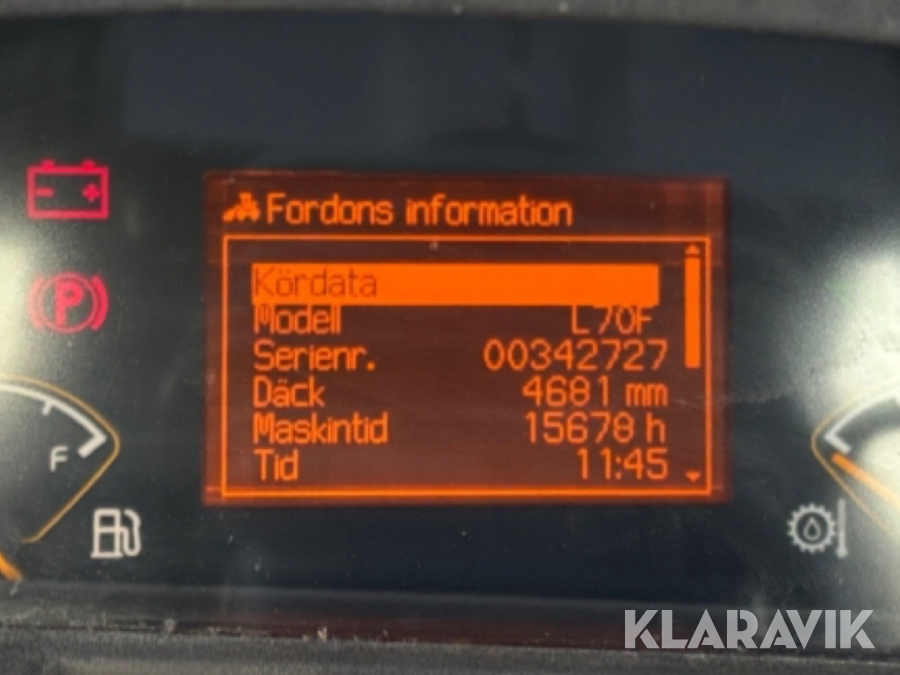 Fordons information
Kördata
Modell L70F
Serienr. 00342727
Däck 4681 mm
Maskintid 15678 h
Tid 11:45
P
F
KLARAVIK